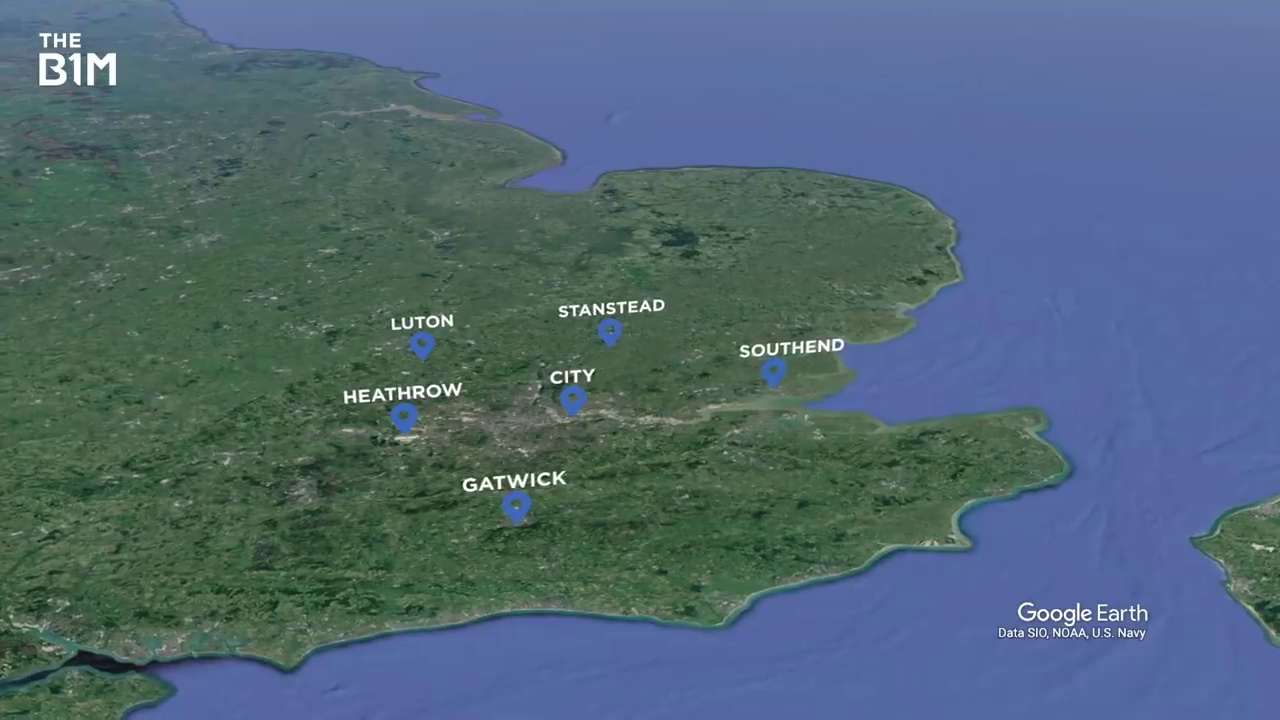 THE
B1M
STANSTEAD
LUTON
SOUTHEND
CITY
HEATHROW
GATWICK
Google Earth
Data SIO, NOAA, U.S. Navy